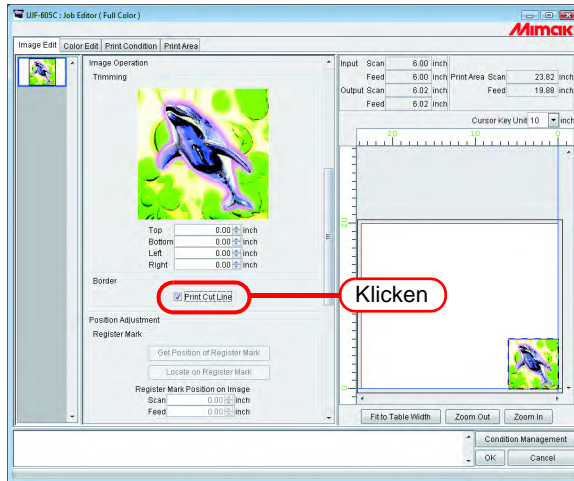 UJF-605C : Job Editor ( Full Color )
Mimaki
Image Edit Color Edit Print Condition Print Area
Image Operation
Trimming
Top 0.00 inch
Bottom 0.00 inch
Left 0.00 inch
Right 0.00 inch
Border
Print Cut Line
Klicken
Position Adjustment
Register Mark
Get Position of Register Mark
Locate on Register Mark
Register Mark Position on Image
Scan 0.00 inch
Feed 0.00 inch
Input Scan 6.00 inch
Feed 6.00 inch Print Area Scan 23.62 inch
Output Scan 6.02 inch Feed 19.88 inch
Feed 6.02 inch
Cursor Key Unit 10 inch
20 10 0
20
0
Fit to Table Width Zoom Out Zoom In
Condition Management
OK Cancel